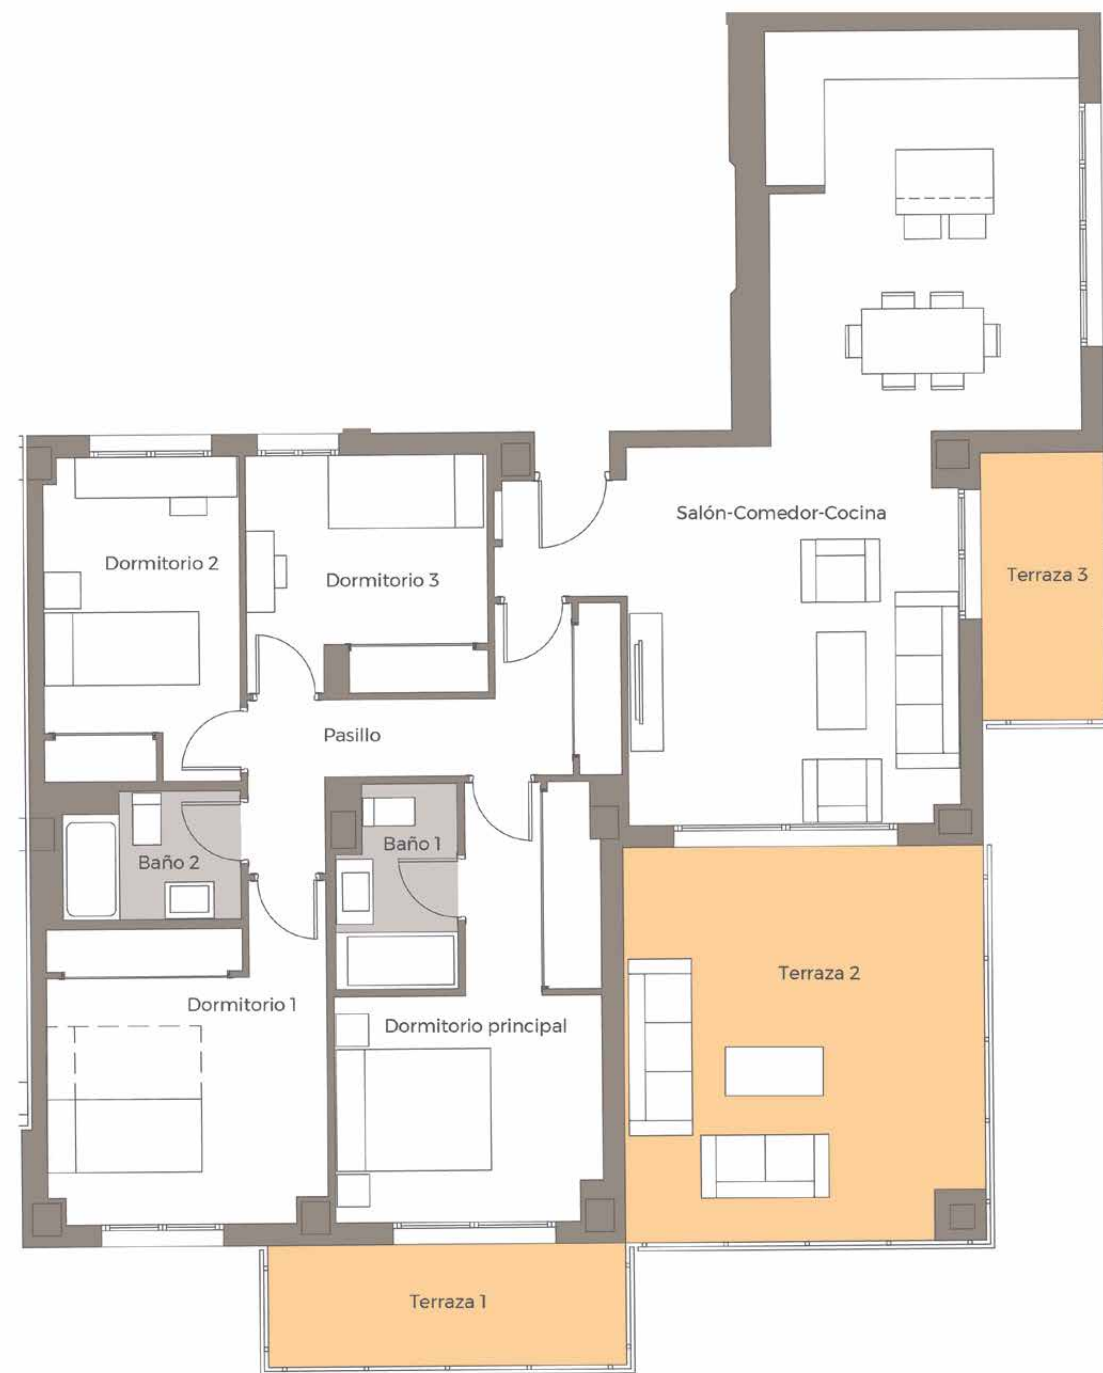 Salón-Comedor-Cocina
Dormitorio 2
Dormitorio 3
Terraza 3
Pasillo
Baño 1
Baño 2
Terraza 2
Dormitorio 1
Dormitorio principal
Terraza 1